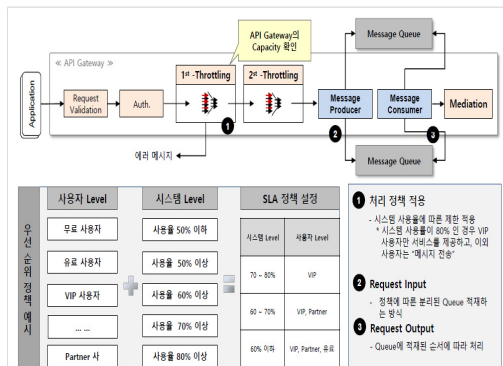 API Gateway의
Capacity 확인
Message Queue
≪ API Gateway ≫
1st -Throttling
2st -Throttling
Application
Request
Validation
Auth.
Message
Producer
Message
Consumer
Mediation
1
2
3
에러 메시지
Message Queue
우선 순위 정책 예시
사용자 Level
시스템 Level
SLA 정책 설정
무료 사용자
유료 사용자
VIP 사용자
... ...
Partner 사
사용율 50% 이하
사용율 50% 이상
사용율 60% 이상
사용율 70% 이상
사용율 80% 이상
시스템 Level 사용자 Level
70 ~ 80% VIP
60 ~ 70% VIP, Partner
60% 이하 VIP, Partner, 유료
1 처리 정책 적용
- 시스템 사용율에 따른 제한 적용
* 시스템 사용률이 80% 인 경우 VIP
사용자만 서비스를 제공하고, 이외
사용자는 "메시지 전송"
2 Request Input
- 정책에 따른 분리된 Queue 적재하
는 방식
3 Request Output
- Queue에 적재된 순서에 따라 처리